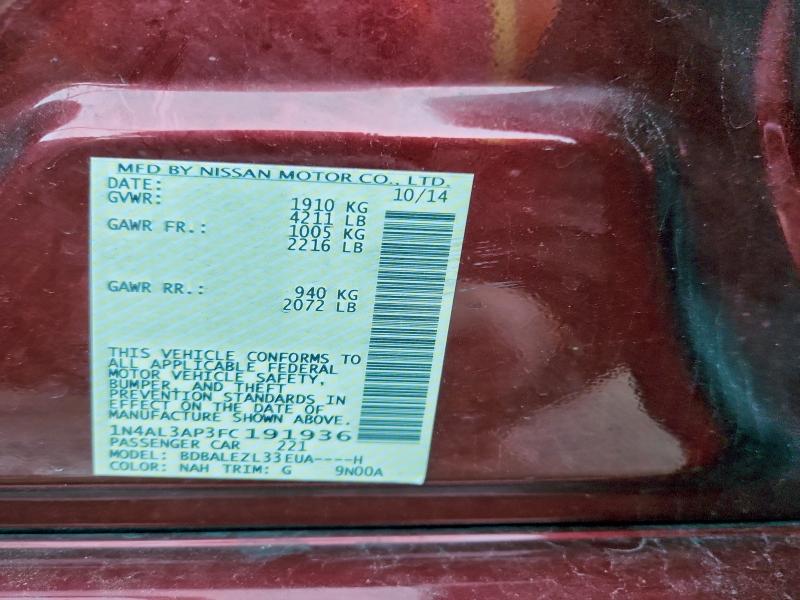 MFD BY NISSAN MOTOR CO., LTD.
DATE: 10/14
GVWR: 1910 KG
4211 LB
GAWR FR.: 1005 KG
2216 LB
GAWR RR.: 940 KG
2072 LB
THIS VEHICLE CONFORMS TO
ALL APPLICABLE FEDERAL
MOTOR VEHICLE SAFETY,
BUMPER, AND THEFT
PREVENTION STANDARDS IN
EFFECT ON THE DATE OF
MANUFACTURE SHOWN ABOVE.
1N4AL3AP3FC191936
PASSENGER CAR 221
MODEL: BDBALEZL33EUA----H
COLOR: NAH TRIM: G 9N00A